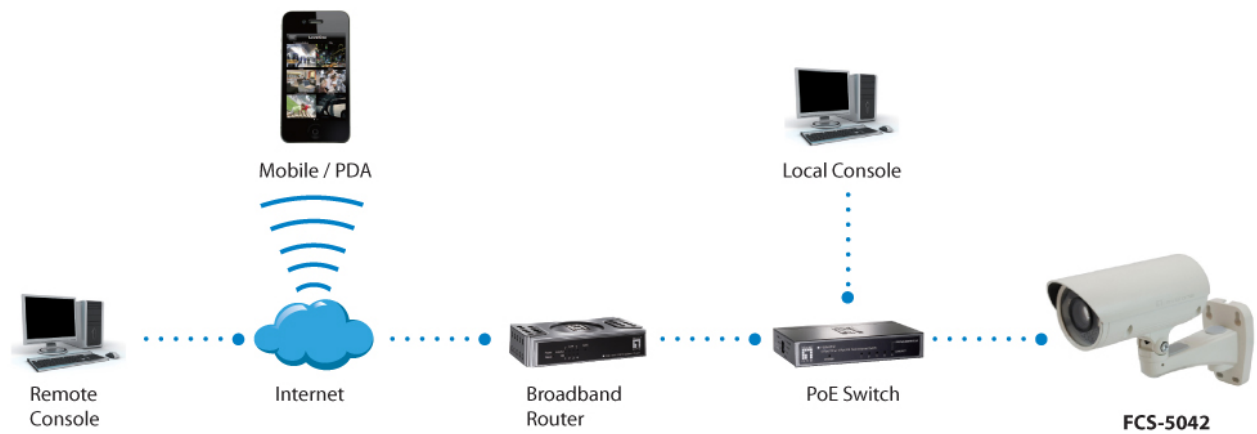 Mobile / PDA
Local Console
Remote
Console
Internet
Broadband
Router
PoE Switch
FCS-5042